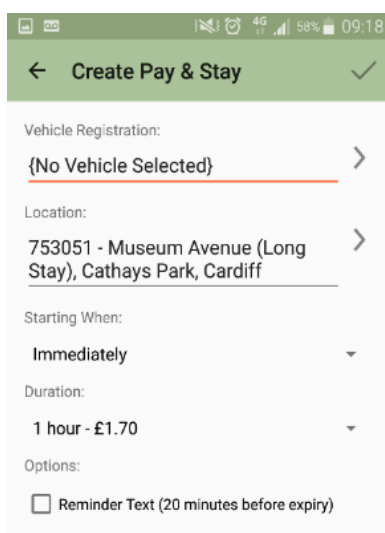 4G 58% 09:18
Create Pay & Stay
Vehicle Registration:
{No Vehicle Selected}
Location:
753051 - Museum Avenue (Long
Stay), Cathays Park, Cardiff
Starting When:
Immediately
Duration:
1 hour - £1.70
Options:
Reminder Text (20 minutes before expiry)